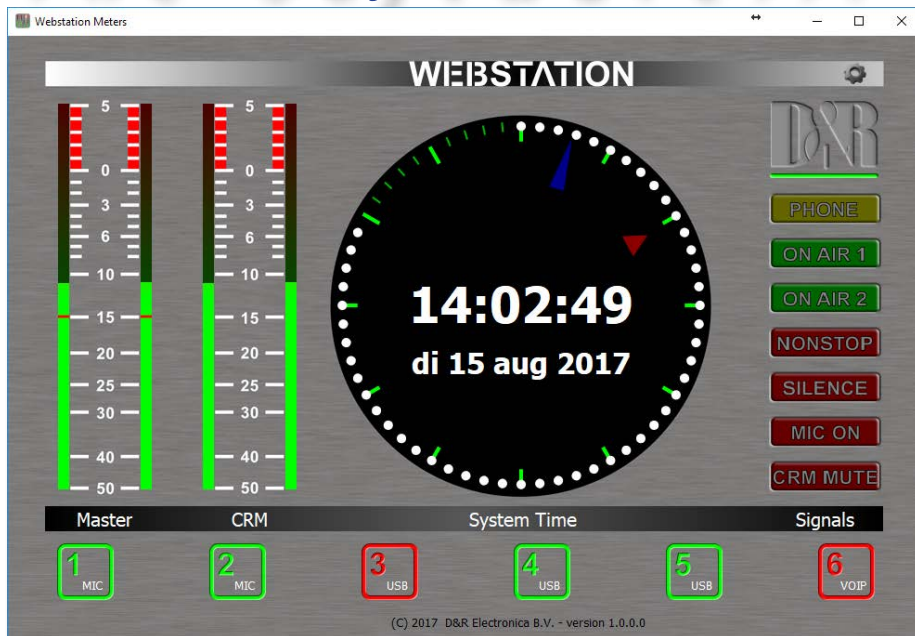 Webstation Meters
WEBSTATION
D&R
5 5
0 0
3 3
6 6
10 10
15 15
20 20
25 25
30 30
40 40
50 50
14:02:49
di 15 aug 2017
PHONE
ON AIR 1
ON AIR 2
NONSTOP
SILENCE
MIC ON
CRM MUTE
Master CRM System Time Signals
1 MIC
2 MIC
3 USB
4 USB
5 USB
6 VOIP
(C) 2017 D&R Electronica B.V. - version 1.0.0.0